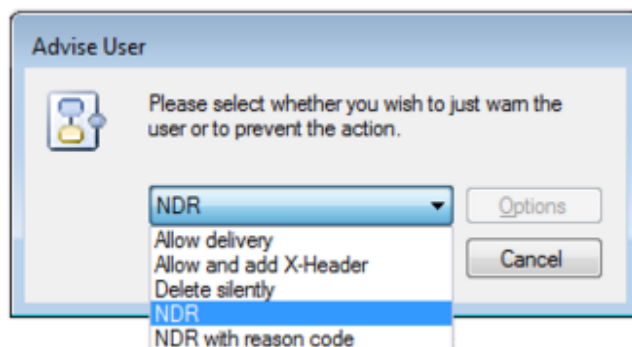 Advise User
Please select whether you wish to just warn the
user or to prevent the action.
NDR
Options
Allow delivery
Allow and add X-Header
Cancel
Delete silently
NDR
NDR with reason code